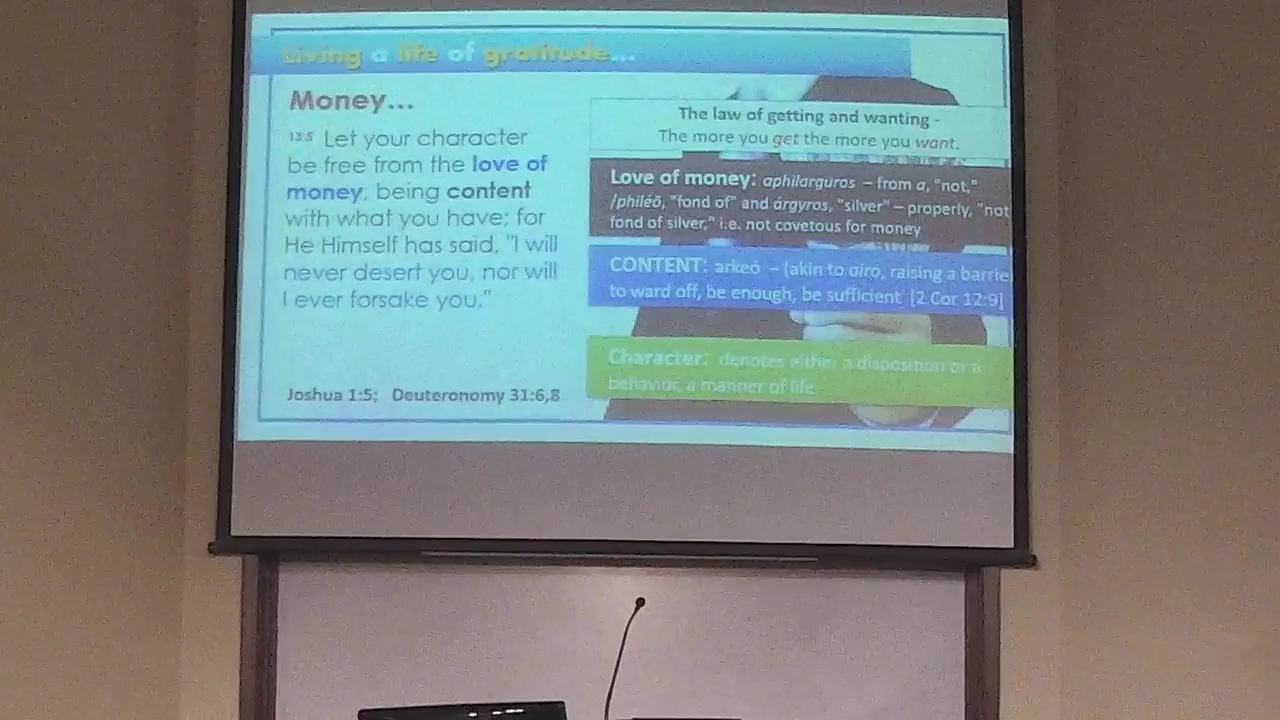 Living a life of gratitude...
Money...
13:5 Let your character
be free from the love of
money, being content
with what you have; for
He Himself has said, "I will
never desert you, nor will
I ever forsake you."
Joshua 1:5; Deuteronomy 31:6,8
The law of getting and wanting -
The more you get the more you want.
Love of money: aphilarguros – from a, "not,"
/philéō, "fond of" and árgyros, "silver" – properly, "not
fond of silver," i.e. not covetous for money
CONTENT: arkeō – (akin to airo, raising a barrie
to ward off, be enough, be sufficient [2 Cor 12:9]
Character: denotes either a disposition or a
behavior, a manner of life